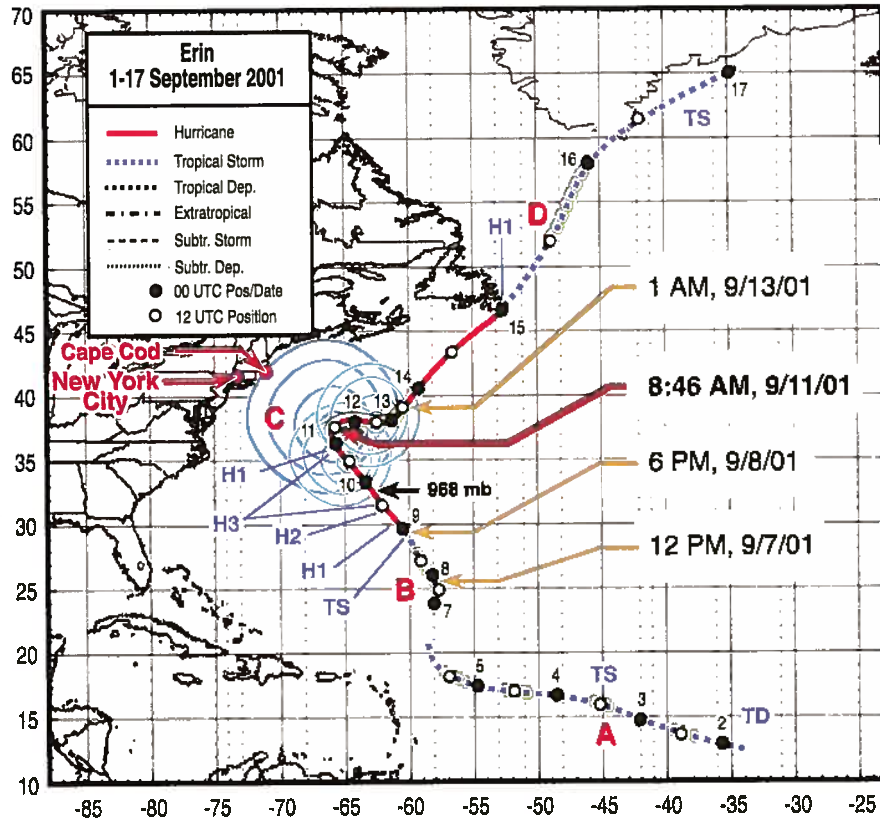 Erin
1-17 September 2001
Hurricane
Tropical Storm
Tropical Dep.
Extratropical
Subtr. Storm
Subtr. Dep.
00 UTC Pos/Date
12 UTC Position
70
65
60
55
50
45
40
35
30
25
20
15
10
17
TS
16
D
H1
15
1 AM, 9/13/01
Cape Cod
New York
City
14
8:46 AM, 9/11/01
C
12
13
11
6 PM, 9/8/01
H1
10
968 mb
H3
H2
9
H1
12 PM, 9/7/01
TS
B
8
7
5
4
TS
3
A
2
TD
-85
-80
-75
-70
-65
-60
-55
-50
-45
-40
-35
-30
-25